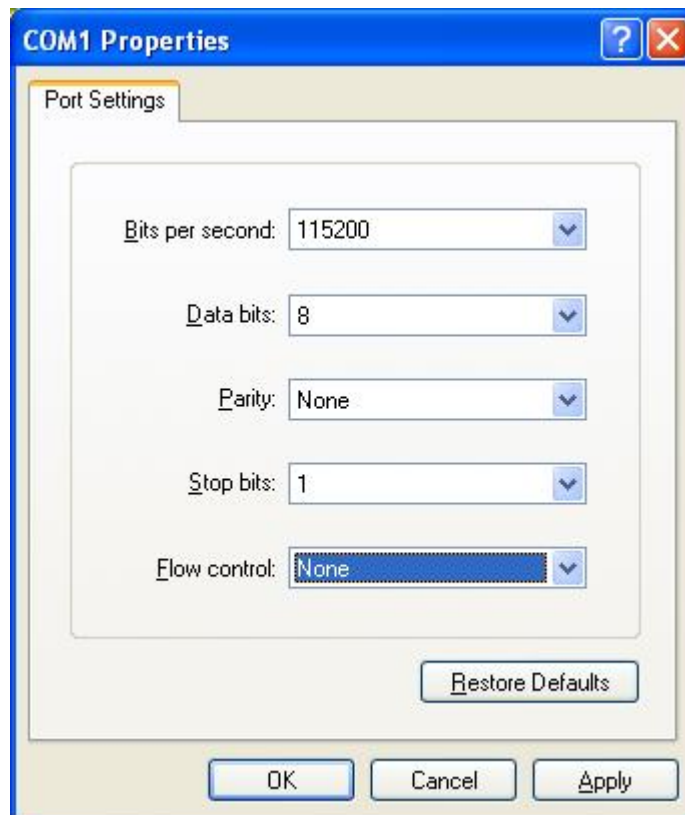 COM1 Properties
Port Settings
Bits per second: 115200
Data bits: 8
Parity: None
Stop bits: 1
Flow control: None
Restore Defaults
OK Cancel Apply